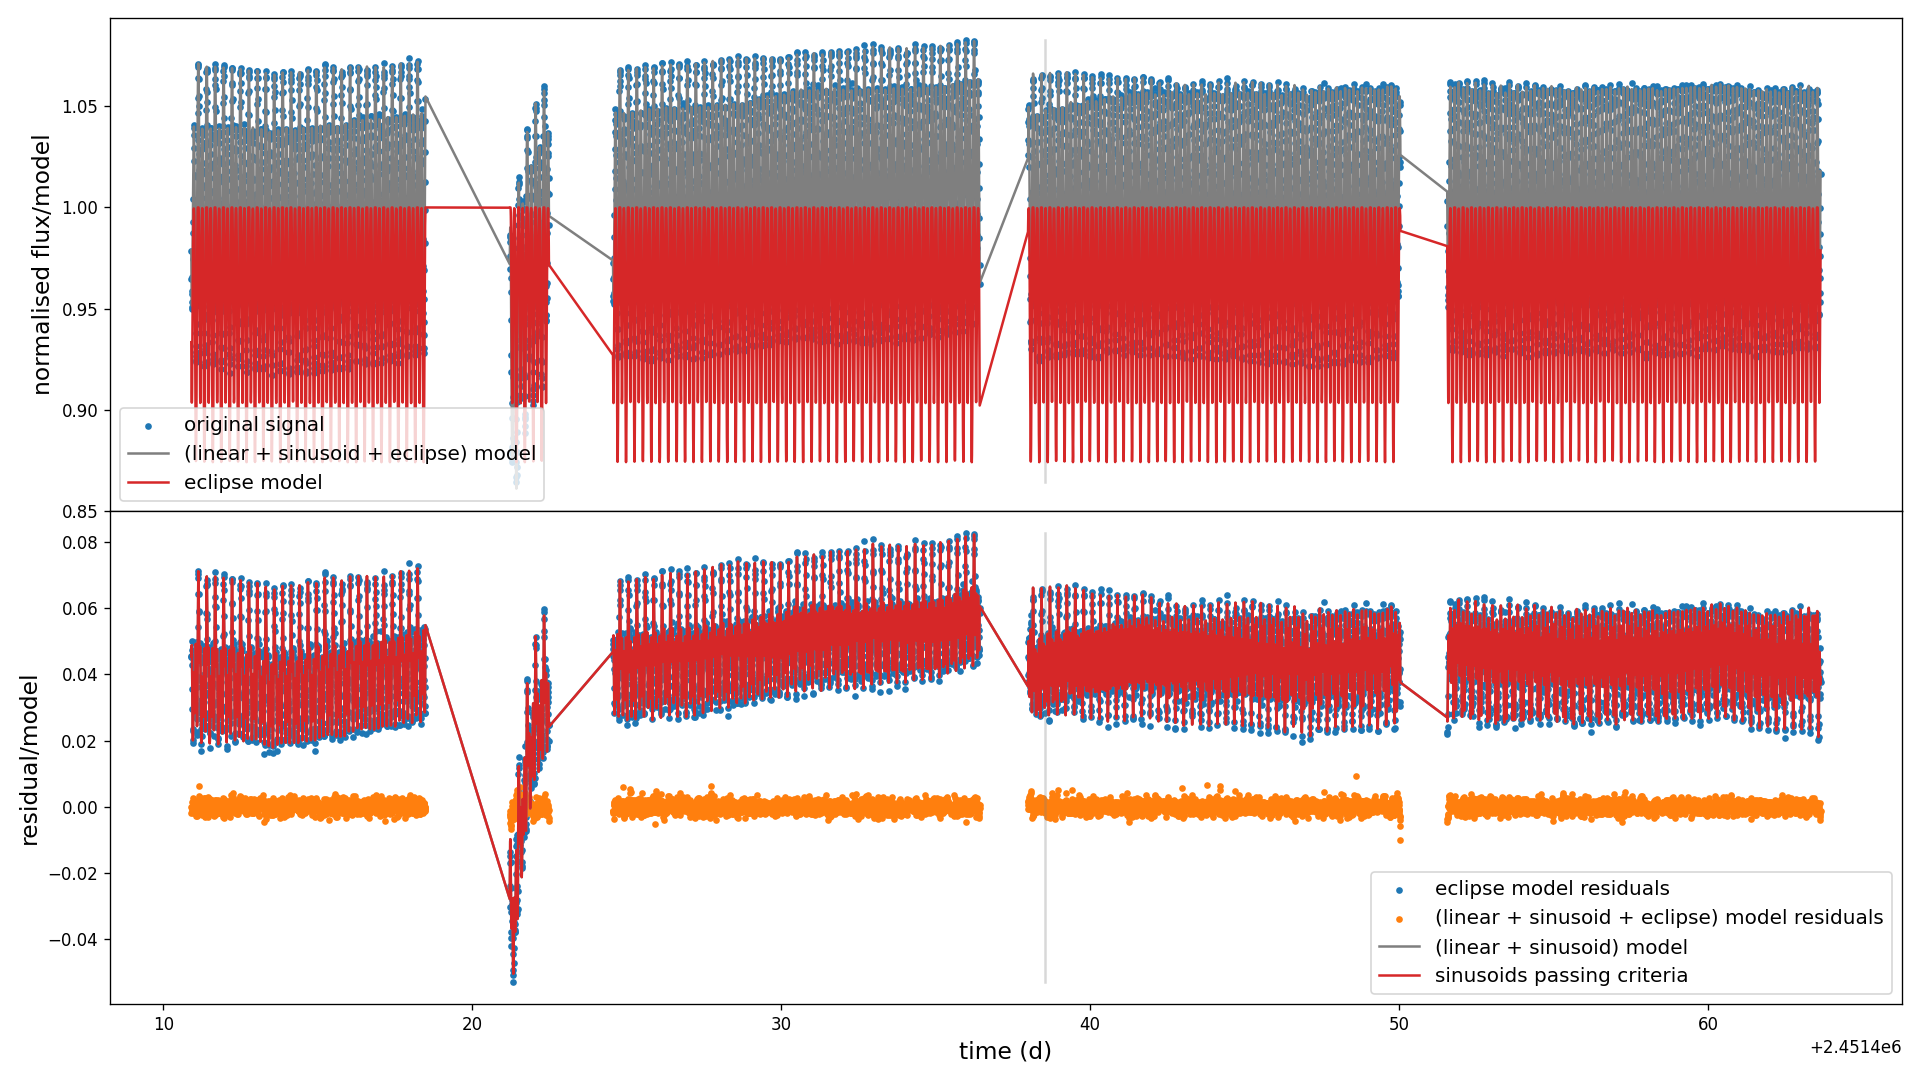 normalised flux/model
1.05
1.00
0.95
0.90
0.85
original signal
(linear + sinusoid + eclipse) model
eclipse model
residual/model
0.08
0.06
0.04
0.02
0.00
−0.02
−0.04
eclipse model residuals
(linear + sinusoid + eclipse) model residuals
(linear + sinusoid) model
sinusoids passing criteria
10 20 30 40 50 60
time (d)
+2.4514e6